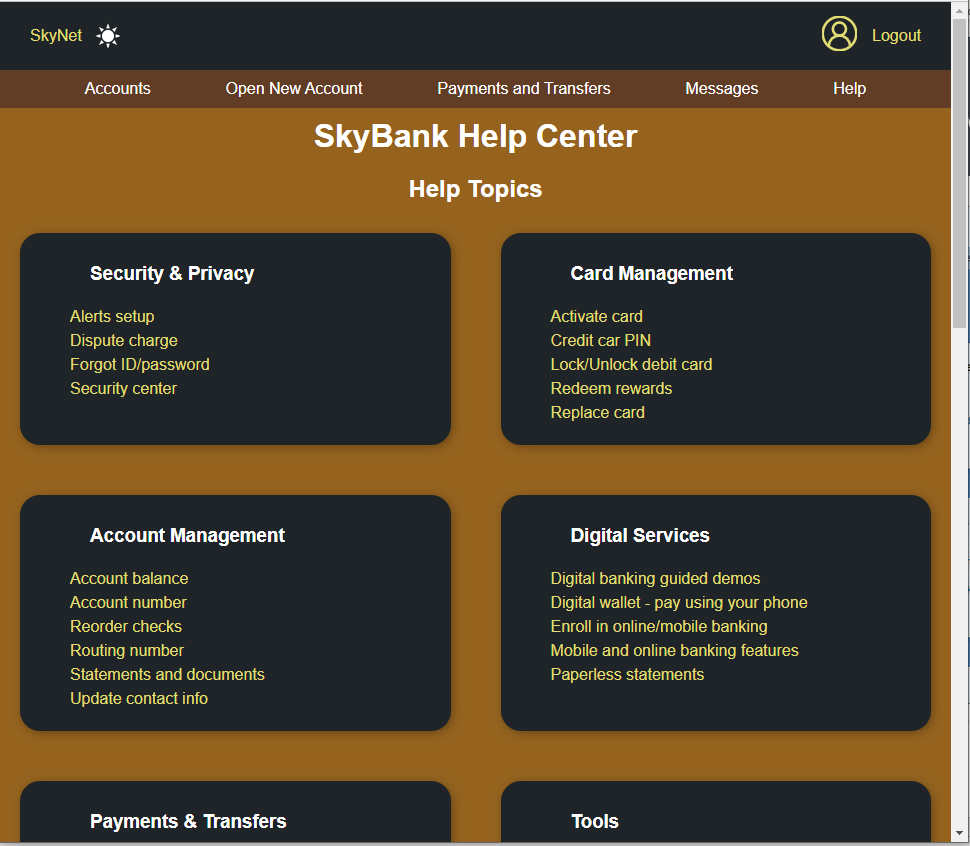 SkyNet
Logout
Accounts
Open New Account
Payments and Transfers
Messages
Help
SkyBank Help Center
Help Topics
Security & Privacy
Alerts setup
Dispute charge
Forgot ID/password
Security center
Card Management
Activate card
Credit car PIN
Lock/Unlock debit card
Redeem rewards
Replace card
Account Management
Account balance
Account number
Reorder checks
Routing number
Statements and documents
Update contact info
Digital Services
Digital banking guided demos
Digital wallet - pay using your phone
Enroll in online/mobile banking
Mobile and online banking features
Paperless statements
Payments & Transfers
Tools